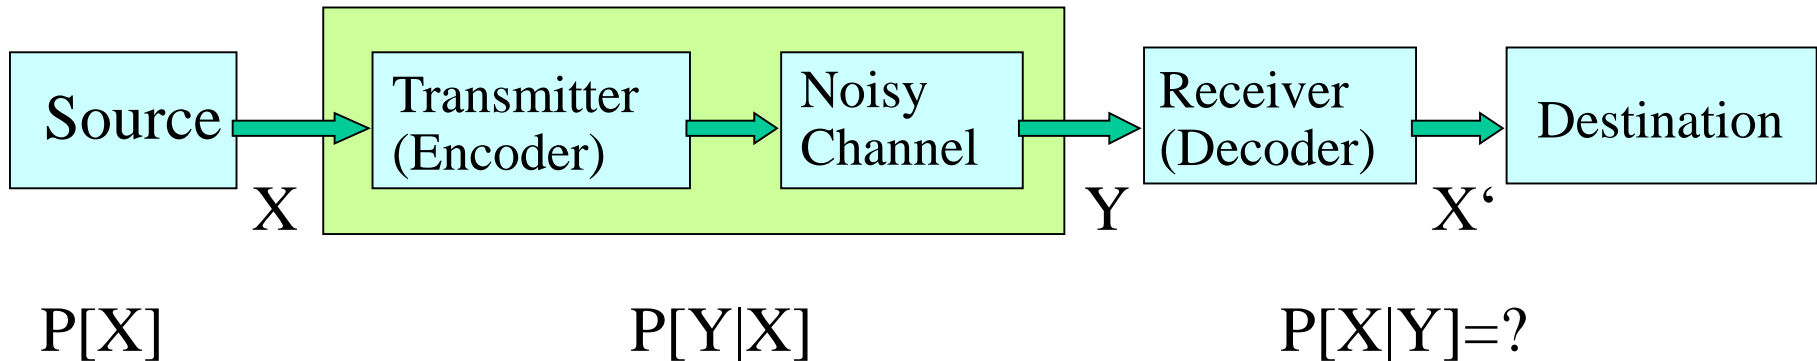 Source
Transmitter
(Encoder)
Noisy
Channel
Receiver
(Decoder)
Destination
X
Y
X‘
P[X]
P[Y|X]
P[X|Y]=?